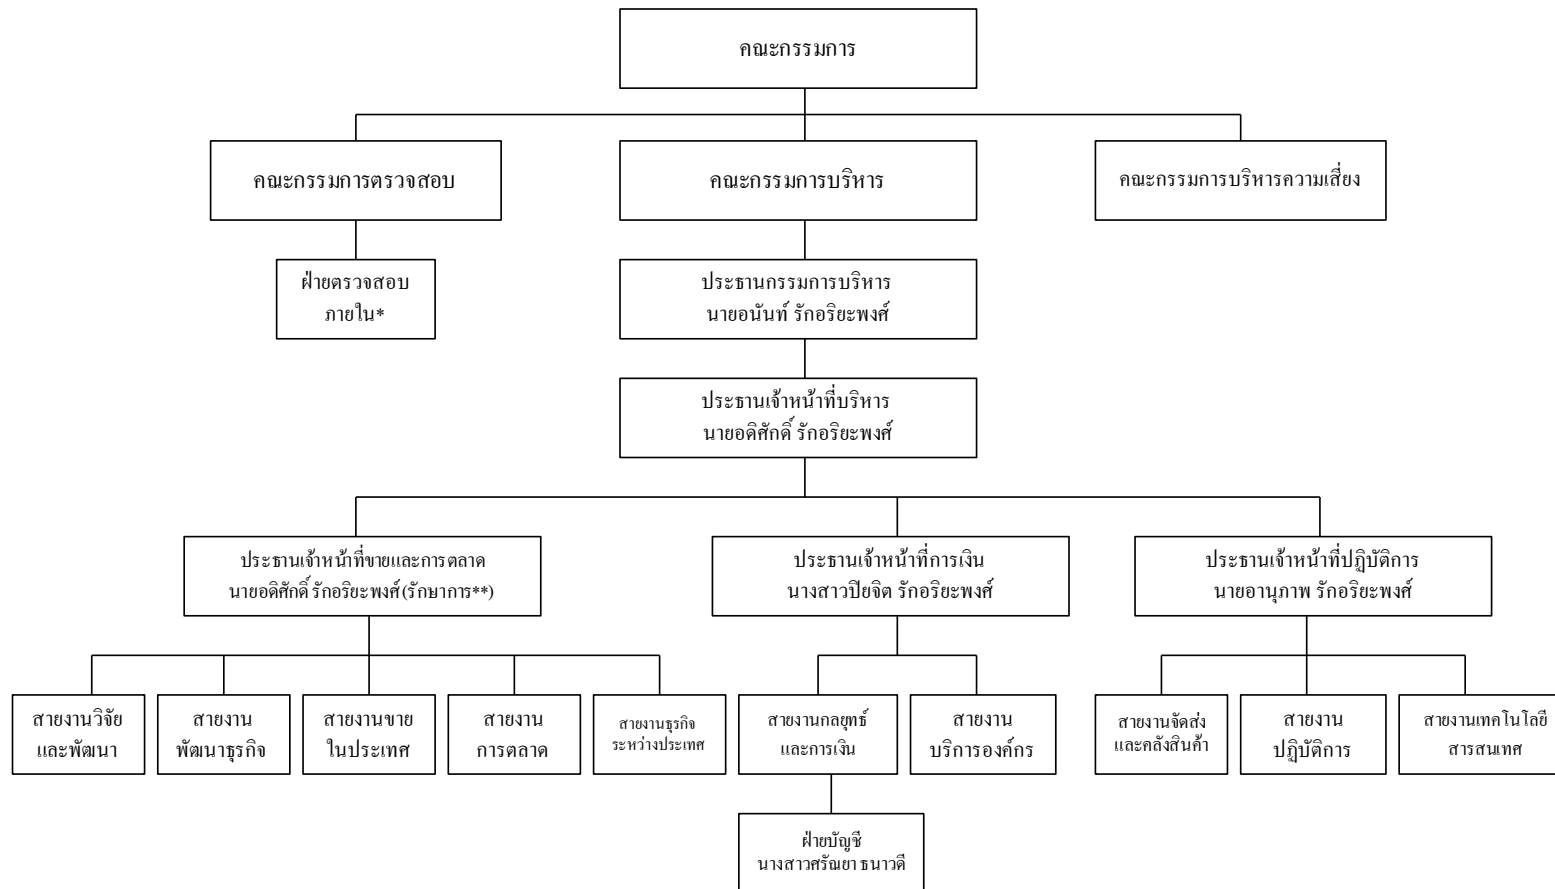 คณะกรรมการ
คณะกรรมการตรวจสอบ
คณะกรรมการบริหาร
คณะกรรมการบริหารความเสี่ยง
ฝ่ายตรวจสอบ
ภายใน*
ประธานกรรมการบริหาร
นายอนันท์ รักอริยะพงศ์
ประธานเจ้าหน้าที่บริหาร
นายอดิศักดิ์ รักอริยะพงศ์
ประธานเจ้าหน้าที่ขายและการตลาด
นายอดิศักดิ์ รักอริยะพงศ์ (รักษาการ**)
ประธานเจ้าหน้าที่การเงิน
นางสาวปิยจิต รักอริยะพงศ์
ประธานเจ้าหน้าที่ปฏิบัติการ
นายอานุภาพ รักอริยะพงศ์
สายงานวิจัย
และพัฒนา
สายงาน
พัฒนาธุรกิจ
สายงานขาย
ในประเทศ
สายงาน
การตลาด
สายงานธุรกิจ
ระหว่างประเทศ
สายงานกลยุทธ์
และการเงิน
สายงาน
บริการองค์กร
สายงานจัดส่ง
และคลังสินค้า
สายงาน
ปฏิบัติการ
สายงานเทคโนโลยี
สารสนเทศ
ฝ่ายบัญชี
นางสาวศรัณยา ธนาวดี